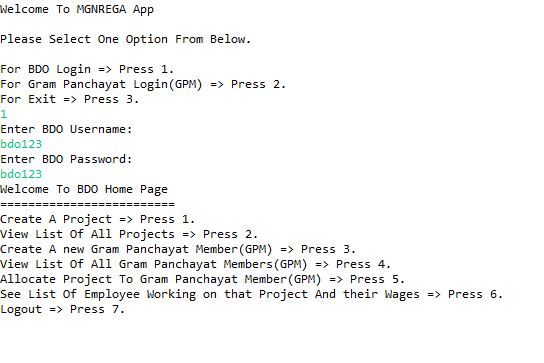 Welcome To MGNREGA App
Please Select One Option From Below.
For BDO Login => Press 1.
For Gram Panchayat Login(GPM) => Press 2.
For Exit => Press 3.
1
Enter BDO Username:
bdo123
Enter BDO Password:
bdo123
Welcome To BDO Home Page
=========================
Create A Project => Press 1.
View List Of All Projects => Press 2.
Create A new Gram Panchayat Member(GPM) => Press 3.
View List Of All Gram Panchayat Members(GPM) => Press 4.
Allocate Project To Gram Panchayat Member(GPM) => Press 5.
See List Of Employee Working on that Project And their Wages => Press 6.
Logout => Press 7.